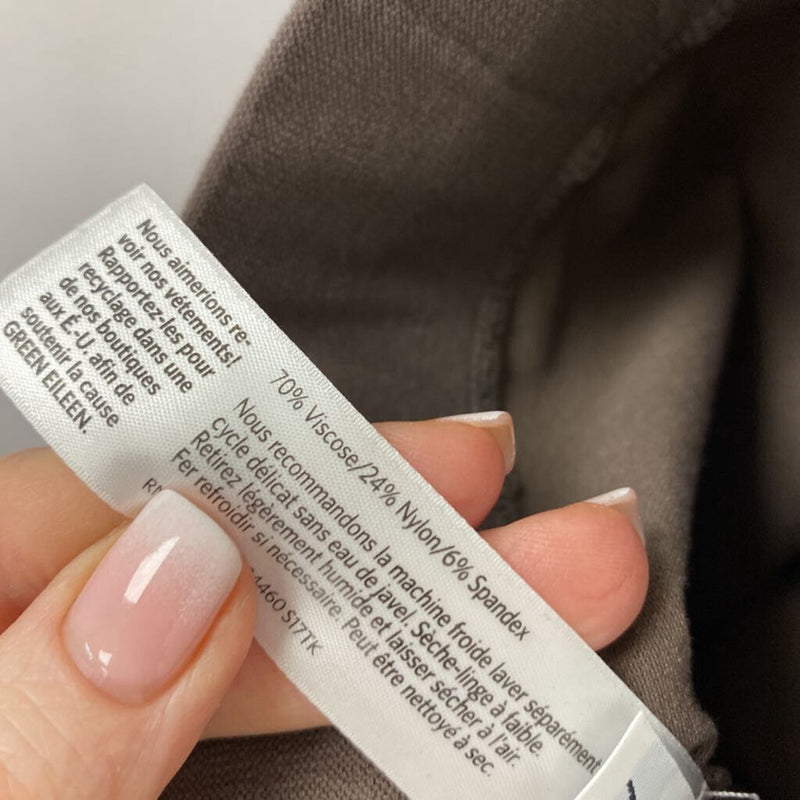 Nous aimerions re-
voir nos vêtements!
Rapportez-les pour
recyclage dans une
de nos boutiques
aux E.-U. afin de
soutenir la cause
GREEN EILEEN.
70% Viscose/24% Nylon/6% Spandex
Nous recommandons la machine froide laver séparément
cycle délicat sans eau de javel. Sèche-linge à faible.
Retirez légèrement humide et laisser sécher à l'air.
Fer refroidir si nécessaire. Peut être nettoyé à sec.
4460 S17TK